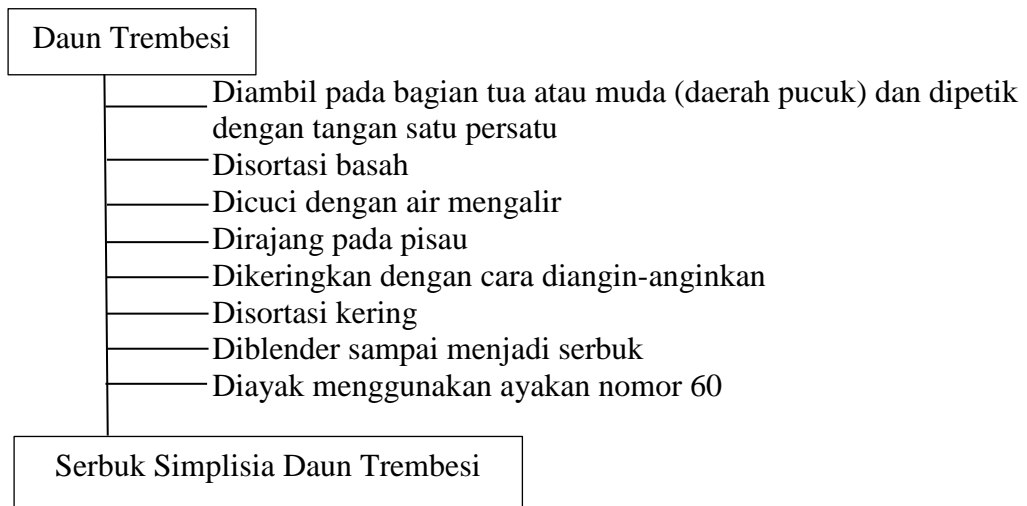 Daun Trembesi
Diambil pada bagian tua atau muda (daerah pucuk) dan dipetik
dengan tangan satu persatu
Disortasi basah
Dicuci dengan air mengalir
Dirajang pada pisau
Dikeringkan dengan cara diangin-anginkan
Disortasi kering
Diblender sampai menjadi serbuk
Diayak menggunakan ayakan nomor 60
Serbuk Simplisia Daun Trembesi